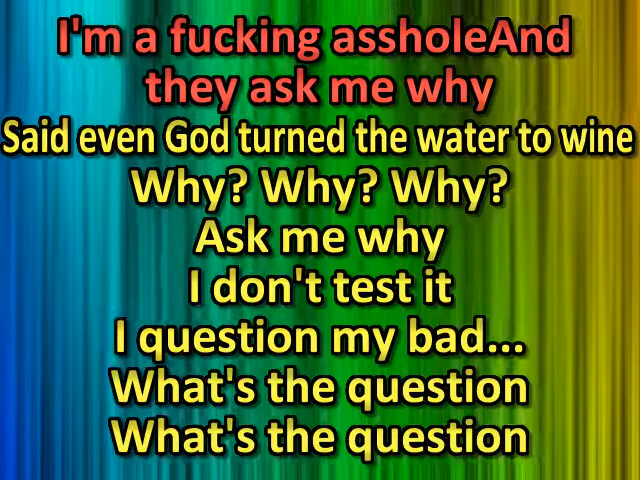 I'm a fucking assholeAnd
they ask me why
Said even God turned the water to wine
Why? Why? Why?
Ask me why
I don't test it
I question my bad...
What's the question
What's the question